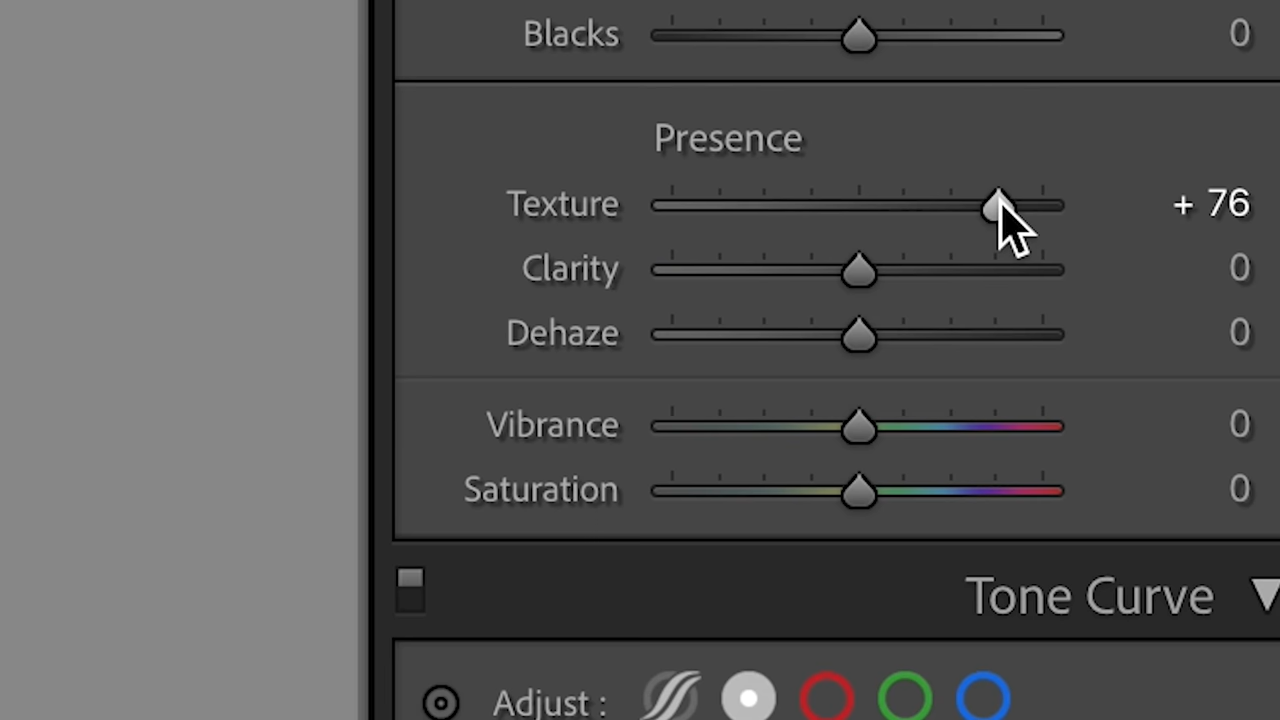 Blacks 0
Presence
Texture + 76
Clarity 0
Dehaze 0
Vibrance 0
Saturation 0
Tone Curve
Adjust :